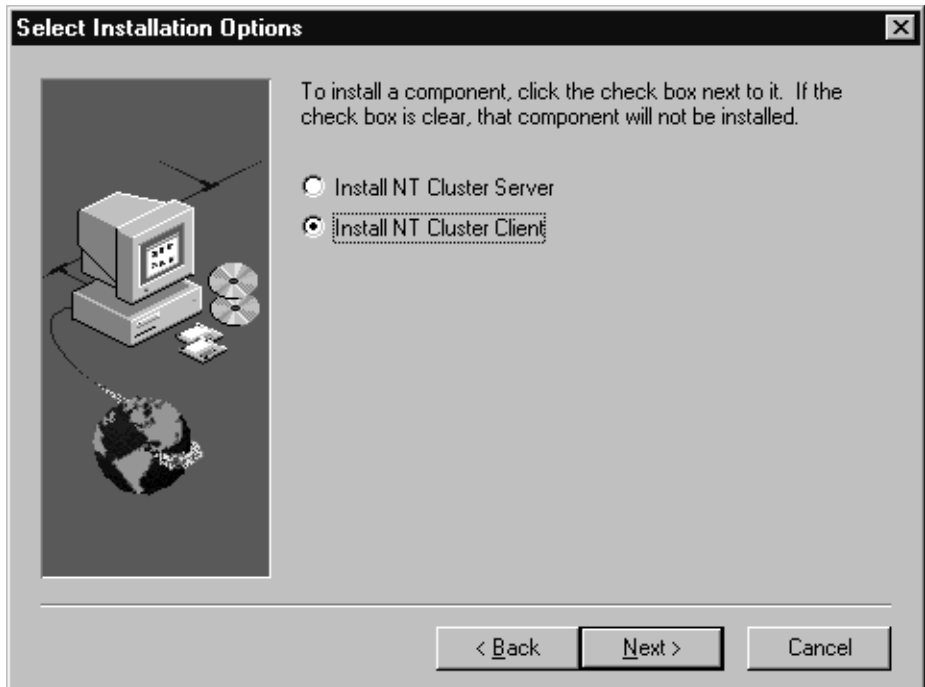 Select Installation Options
To install a component, click the check box next to it.  If the
check box is clear, that component will not be installed.
Install NT Cluster Server
Install NT Cluster Client
< Back
Next >
Cancel